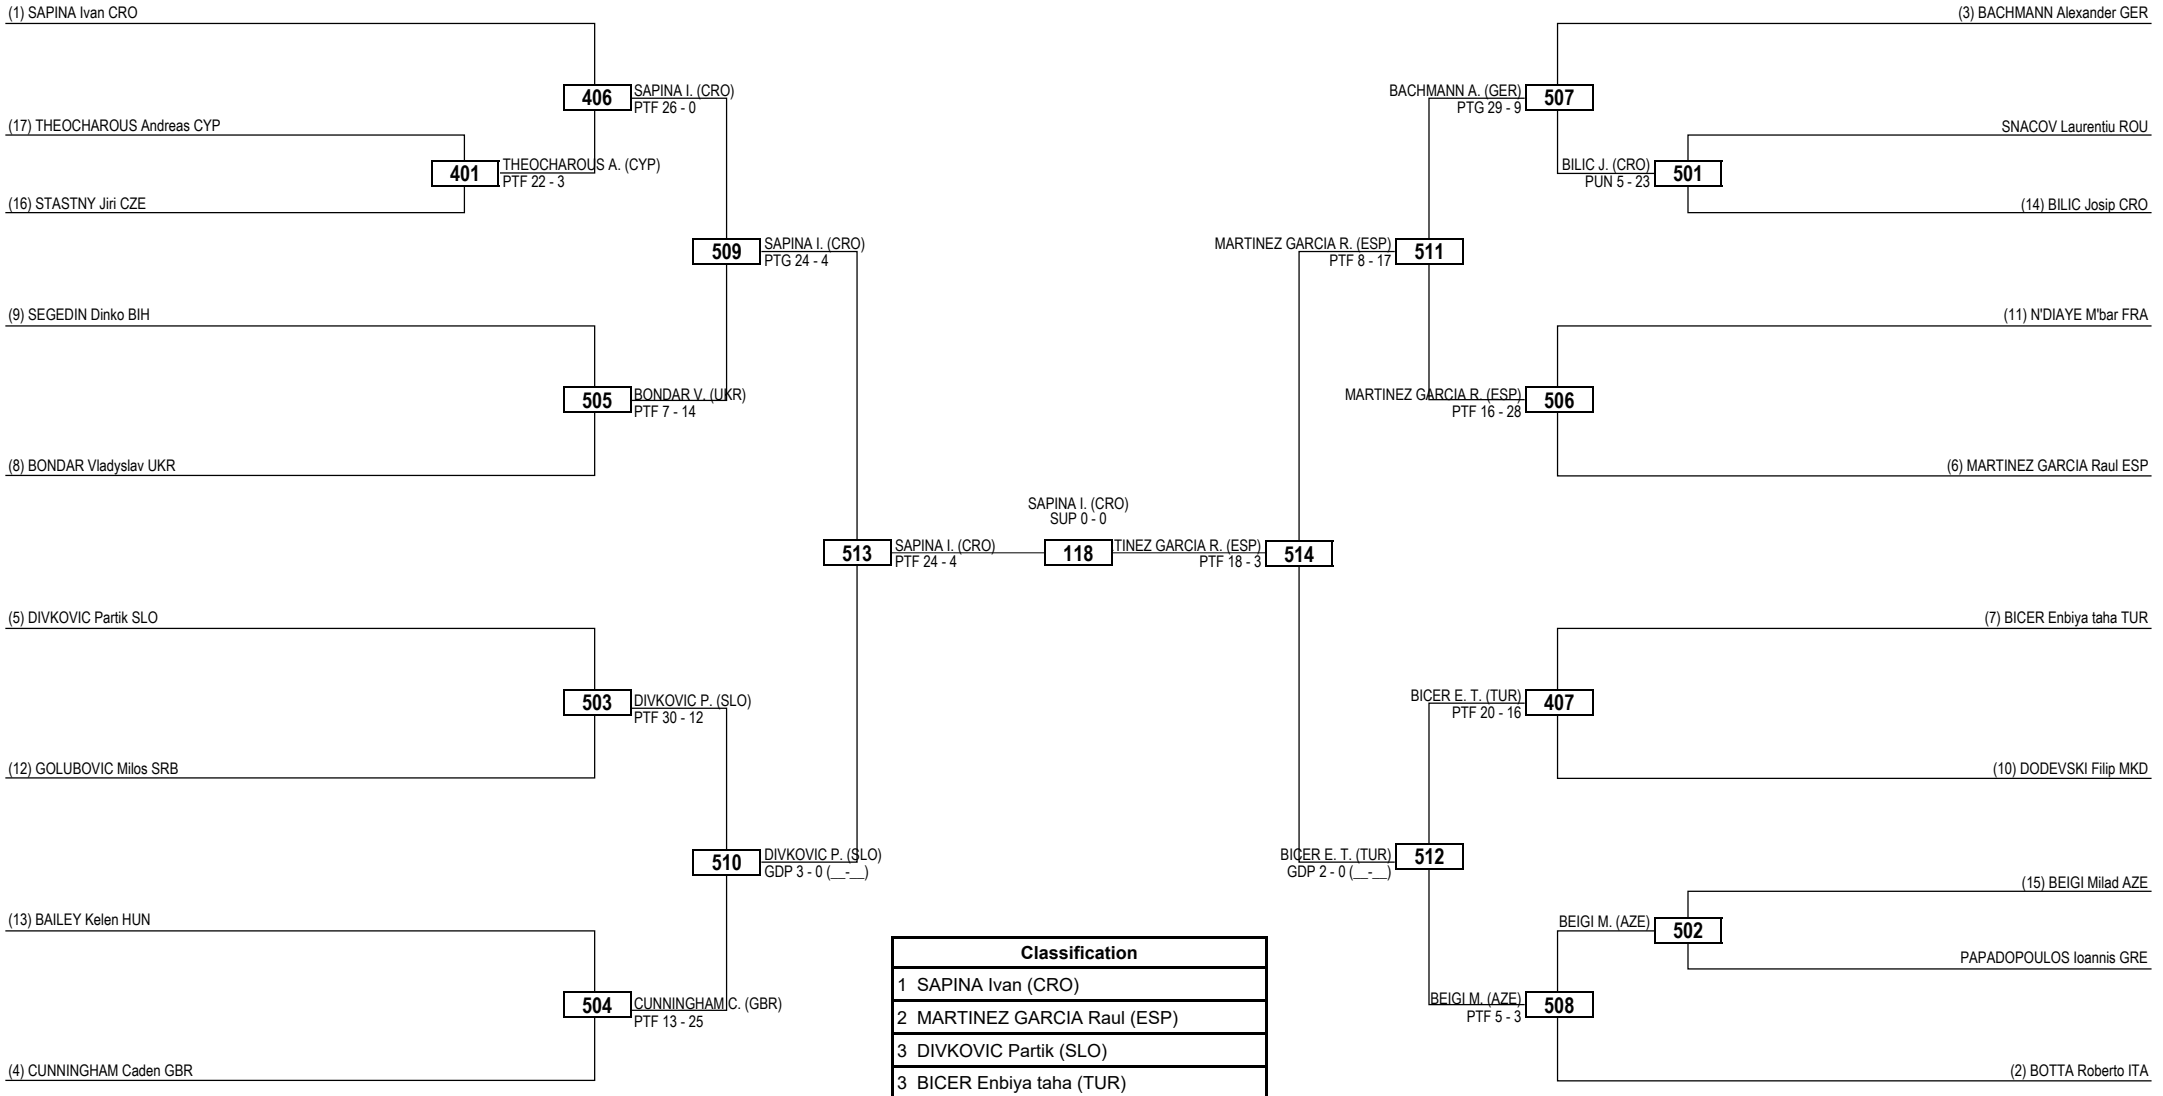 (1) SAPINA Ivan CRO
(17) THEOCHAROUS Andreas CYP
(16) STASTNY Jiri CZE
(9) SEGEDIN Dinko BIH
(8) BONDAR Vladyslav UKR
(5) DIVKOVIC Partik SLO
(12) GOLUBOVIC Milos SRB
(13) BAILEY Kelen HUN
(4) CUNNINGHAM Caden GBR
401
THEOCHAROUS A. (CYP)
PTF 22 - 3
406
SAPINA I. (CRO)
PTF 26 - 0
505
BONDAR V. (UKR)
PTF 7 - 14
503
DIVKOVIC P. (SLO)
PTF 30 - 12
504
CUNNINGHAM C. (GBR)
PTF 13 - 25
509
SAPINA I. (CRO)
PTG 24 - 4
510
DIVKOVIC P. (SLO)
GDP 3 - 0 (__-__)
513
SAPINA I. (CRO)
PTF 24 - 4
SAPINA I. (CRO)
SUP 0 - 0
118
TINEZ GARCIA R. (ESP)
PTF 18 - 3
514
MARTINEZ GARCIA R. (ESP)
PTF 8 - 17
511
BICER E. T. (TUR)
GDP 2 - 0 (__-__)
512
BACHMANN A. (GER)
PTG 29 - 9
507
MARTINEZ GARCIA R. (ESP)
PTF 16 - 28
506
BICER E. T. (TUR)
PTF 20 - 16
407
BEIGI M. (AZE)
PTF 5 - 3
508
BILIC J. (CRO)
PUN 5 - 23
501
BEIGI M. (AZE)
502
(3) BACHMANN Alexander GER
SNACOV Laurentiu ROU
(14) BILIC Josip CRO
(11) N'DIAYE M'bar FRA
(6) MARTINEZ GARCIA Raul ESP
(7) BICER Enbiya taha TUR
(10) DODEVSKI Filip MKD
(15) BEIGI Milad AZE
PAPADOPOULOS Ioannis GRE
(2) BOTTA Roberto ITA
Classification
1 SAPINA Ivan (CRO)
2 MARTINEZ GARCIA Raul (ESP)
3 DIVKOVIC Partik (SLO)
3 BICER Enbiya taha (TUR)